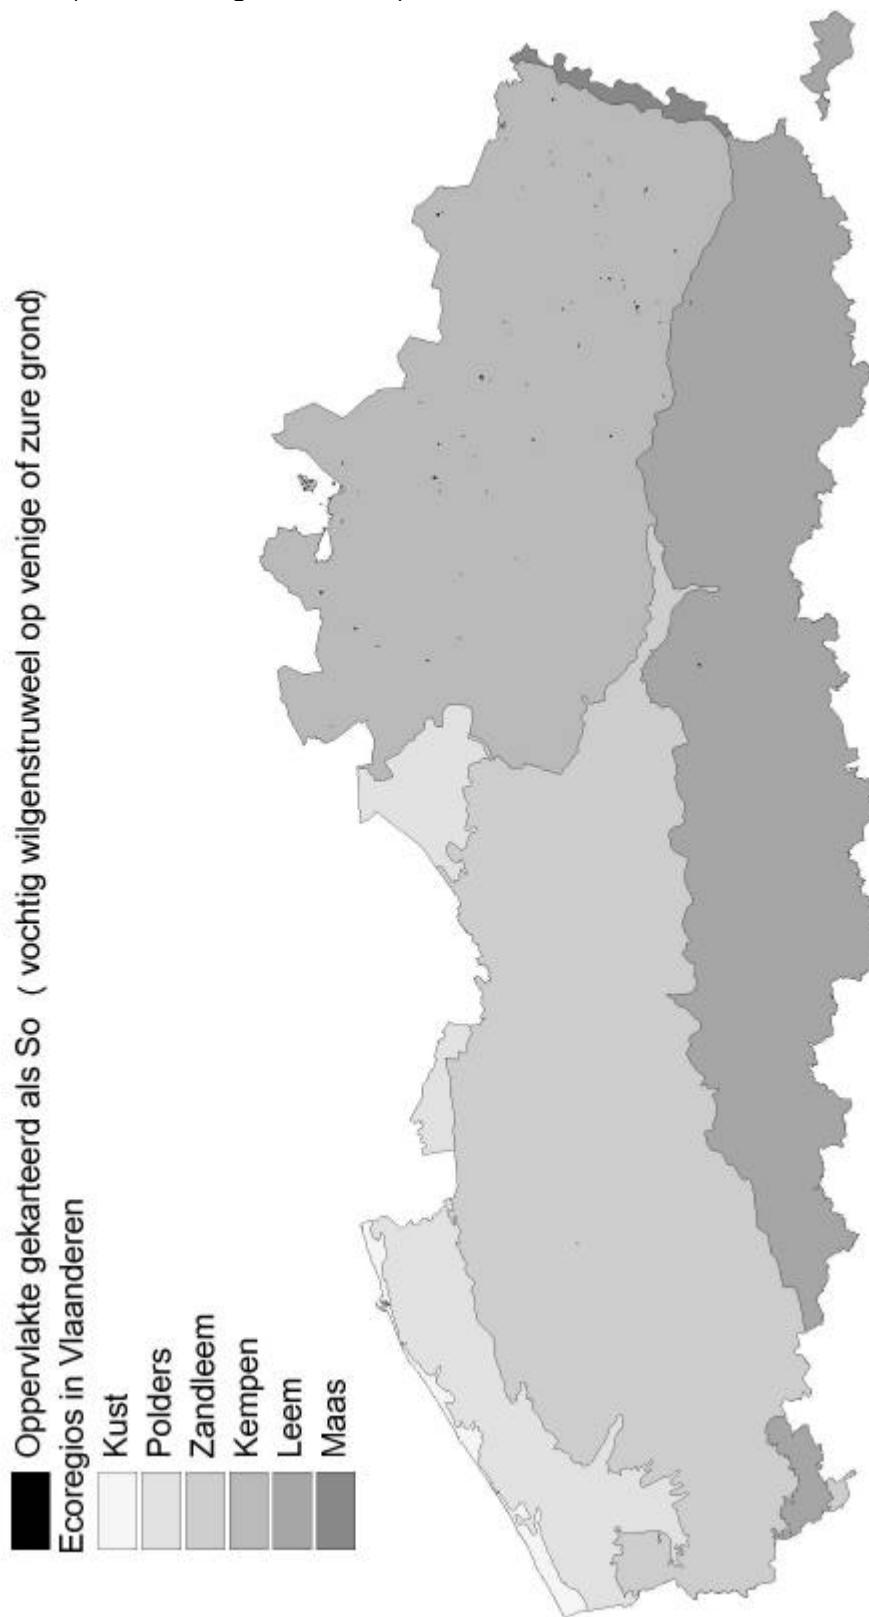 Oppervlakte gekarteerd als So ( vochtig wilgenstruweel op venige of zure grond)
Ecoregios in Vlaanderen
Kust
Polders
Zandleem
Kempen
Leem
Maas